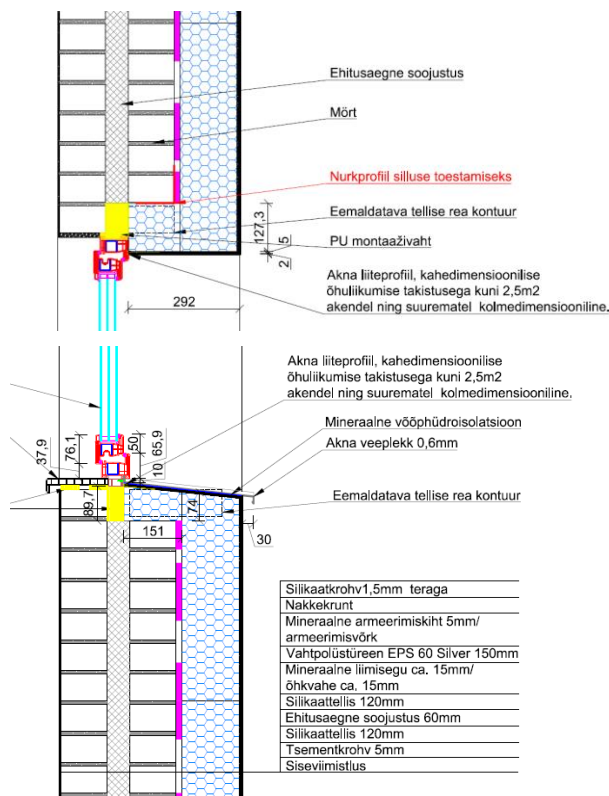 Ehitusaegne soojustus
Mört
Nurkprofiil silluse toestamiseks
Eemaldatava tellise rea kontuur
PU montaaživaht
127,3
5
2
292
Akna liiteprofiil, kahedimensioonilise
õhuliikumise takistusega kuni 2,5m2
akendel ning suurematel kolmedimensiooniline.
Akna liiteprofiil, kahedimensioonilise
õhuliikumise takistusega kuni 2,5m2
akendel ning suurematel kolmedimensiooniline.
Mineraalne vööphüdroisolatsioon
Akna veeplekk 0,6mm
Eemaldatava tellise rea kontuur
37,9
76,1
50
65,9
10
89,7
74
151
30
Silikaatkrohv1,5mm teraga
Nakkekrunt
Mineraalne armeerimiskiht 5mm/
armeerimisvõrk
Vahtpolüstüreen EPS 60 Silver 150mm
Mineraalne liimisegu ca. 15mm/
õhkvahe ca. 15mm
Silikaattellis 120mm
Ehitusaegne soojustus 60mm
Silikaattellis 120mm
Tsementkrohv 5mm
Siseviimistlus